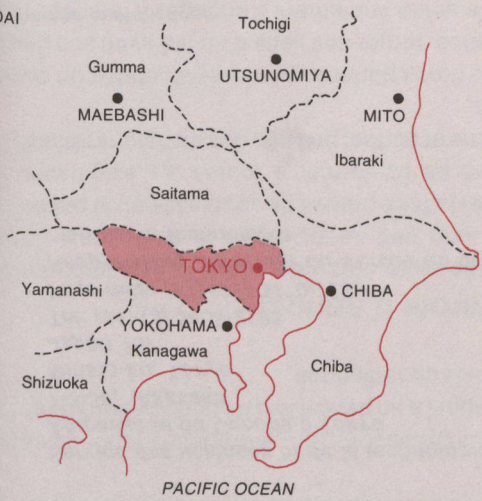 DAI
Tochigi
Gumma
UTSUNOMIYA
MAEBASHI
MITO
Ibaraki
Saitama
TOKYO
Yamanashi
CHIBA
YOKOHAMA
Kanagawa
Chiba
Shizuoka
PACIFIC OCEAN